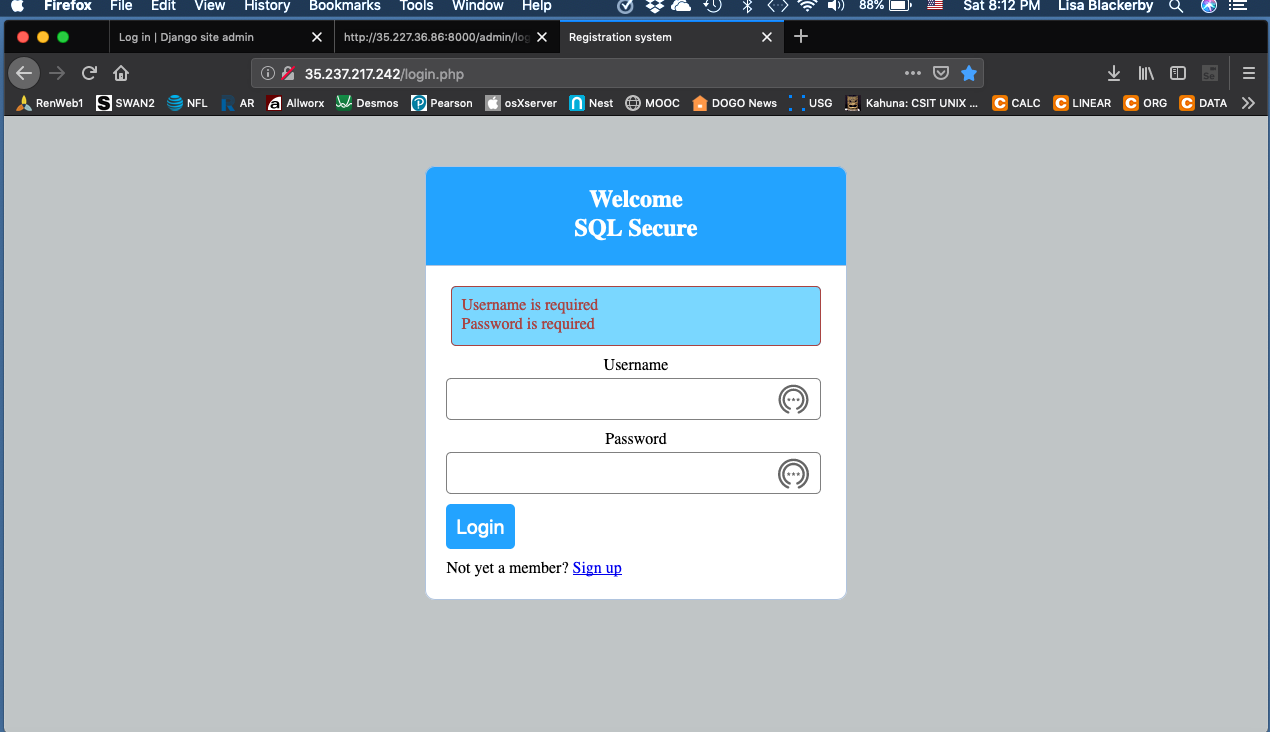 Firefox File Edit View History Bookmarks Tools Window Help 88% Sat 8:12 PM Lisa Blackerby
Log in | Django site admin http://35.227.36.86:8000/admin/log Registration system
35.237.217.242/login.php
RenWeb1 SWAN2 NFL AR Allworx Desmos Pearson osXserver Nest MOOC DOGO News USG Kahuna: CSIT UNIX ... CALC LINEAR ORG DATA
Welcome
SQL Secure
Username is required
Password is required
Username
Password
Login
Not yet a member? Sign up